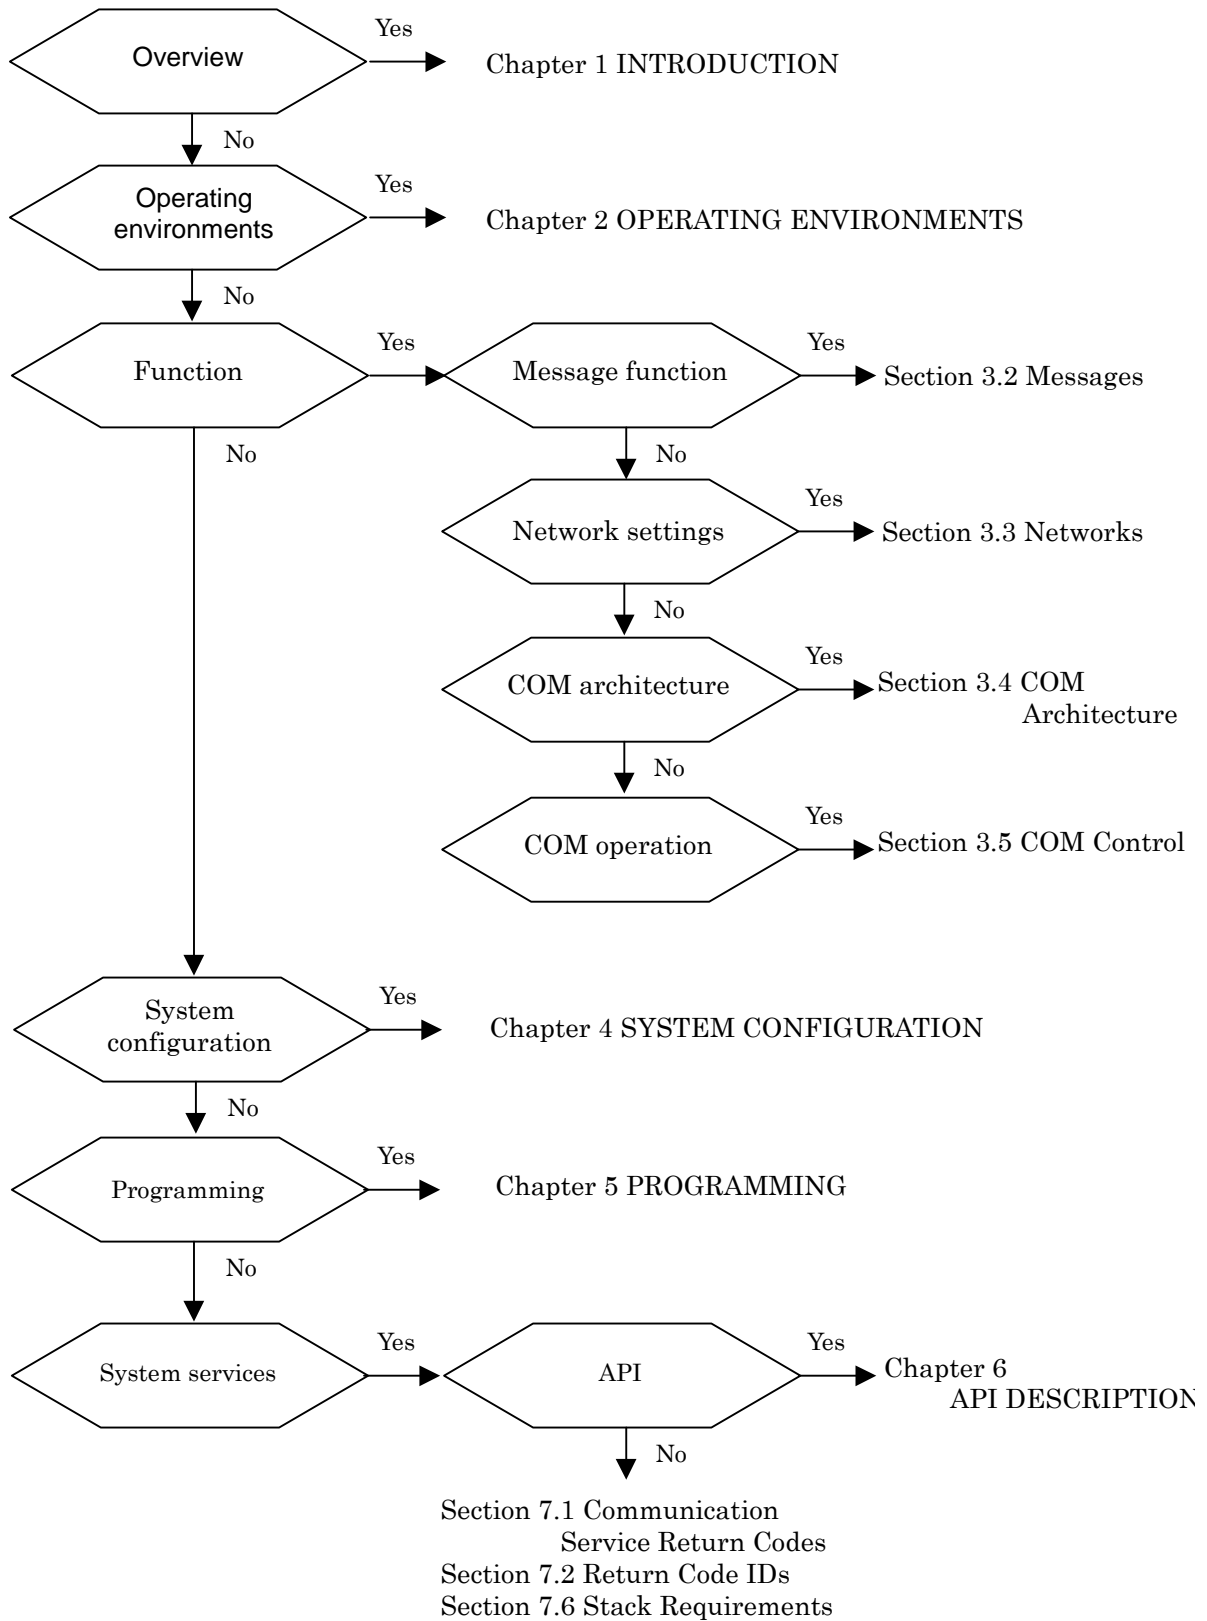 Overview
Yes
Chapter 1 INTRODUCTION
No
Operating
environments
Yes
Chapter 2 OPERATING ENVIRONMENTS
No
Function
Yes
Message function
Yes
Section 3.2 Messages
No
No
Network settings
Yes
Section 3.3 Networks
No
COM architecture
Yes
Section 3.4 COM
Architecture
No
COM operation
Yes
Section 3.5 COM Control
System
configuration
Yes
Chapter 4 SYSTEM CONFIGURATION
No
Programming
Yes
Chapter 5 PROGRAMMING
No
System services
Yes
API
Yes
Chapter 6
API DESCRIPTION
No
Section 7.1 Communication
Service Return Codes
Section 7.2 Return Code IDs
Section 7.6 Stack Requirements